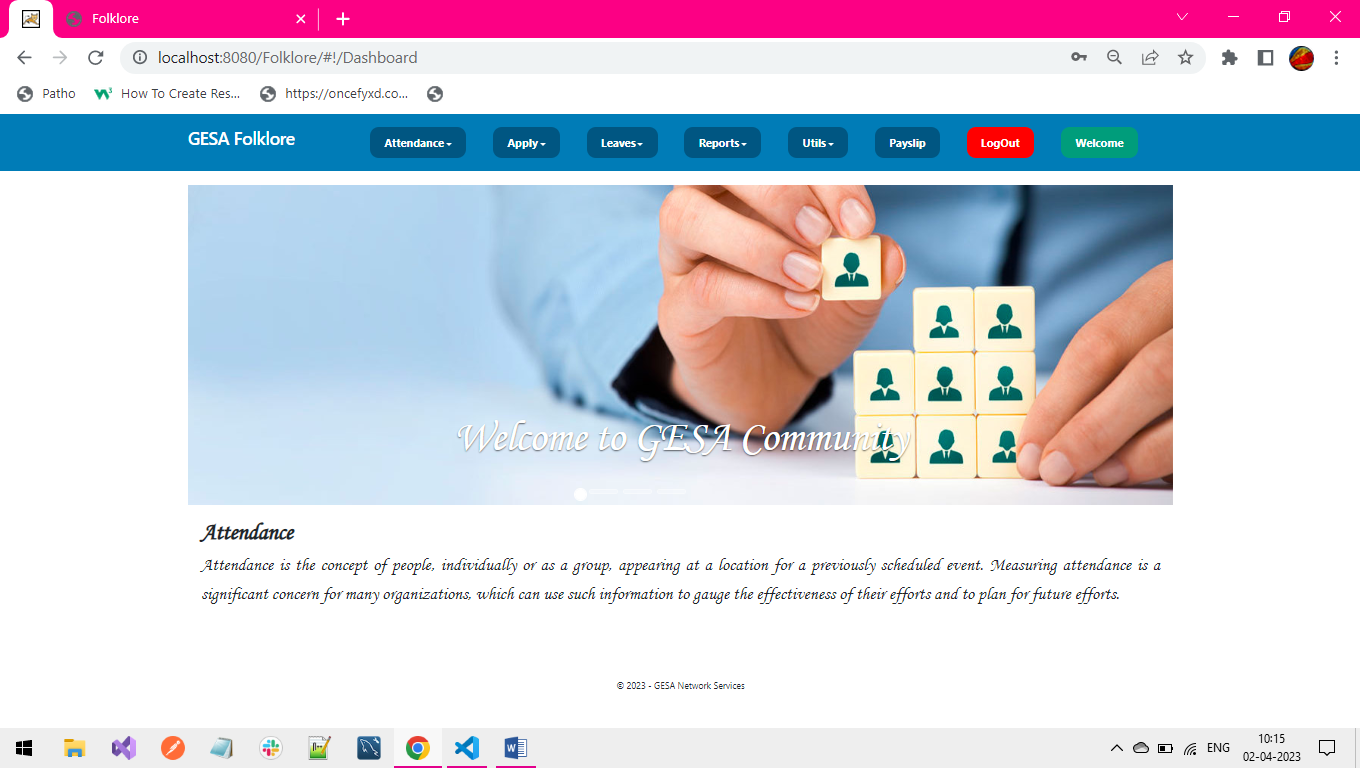 Folklore
localhost:8080/Folklore/#!/Dashboard
Patho How To Create Res... https://oncefyxd.co...
GESA Folklore Attendance Apply Leaves Reports Utils Payslip LogOut Welcome
Welcome to GESA Community
Attendance
Attendance is the concept of people, individually or as a group, appearing at a location for a previously scheduled event. Measuring attendance is a
significant concern for many organizations, which can use such information to gauge the effectiveness of their efforts and to plan for future efforts.
© 2023 - GESA Network Services
ENG 10:15
02-04-2023